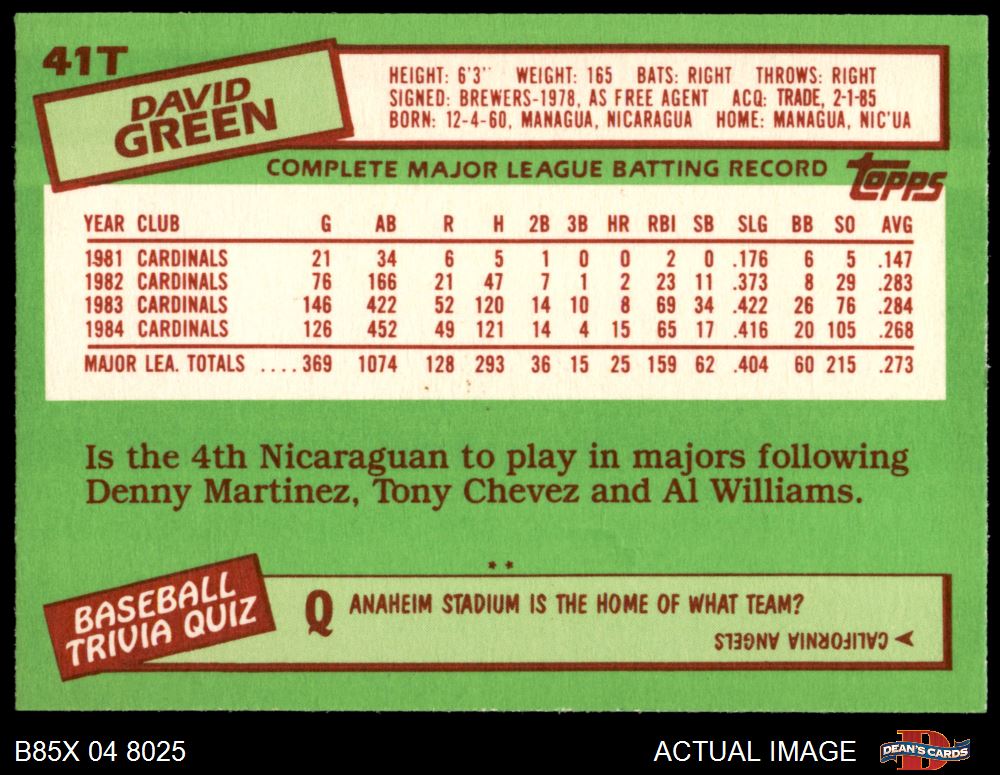 41T
DAVID
GREEN
HEIGHT: 6'3" WEIGHT: 165 BATS: RIGHT THROWS: RIGHT
SIGNED: BREWERS-1978, AS FREE AGENT ACQ: TRADE, 2-1-85
BORN: 12-4-60, MANAGUA, NICARAGUA HOME: MANAGUA, NIC'UA
COMPLETE MAJOR LEAGUE BATTING RECORD
topps
YEAR CLUB G AB R H 2B 3B HR RBI SB SLG BB SO AVG
1981 CARDINALS 21 34 6 5 1 0 0 2 0 .176 6 5 .147
1982 CARDINALS 76 166 21 47 7 1 2 23 11 .373 8 29 .283
1983 CARDINALS 146 422 52 120 14 10 8 69 34 .422 26 76 .284
1984 CARDINALS 126 452 49 121 14 4 15 65 17 .416 20 105 .268
MAJOR LEA. TOTALS ....369 1074 128 293 36 15 25 159 62 .404 60 215 .273
Is the 4th Nicaraguan to play in majors following
Denny Martinez, Tony Chevez and Al Williams.
**
BASEBALL
TRIVIA QUIZ
Q ANAHEIM STADIUM IS THE HOME OF WHAT TEAM?
CALIFORNIA ANGELS
B85X 04 8025
ACTUAL IMAGE
D
DEAN'S CARDS